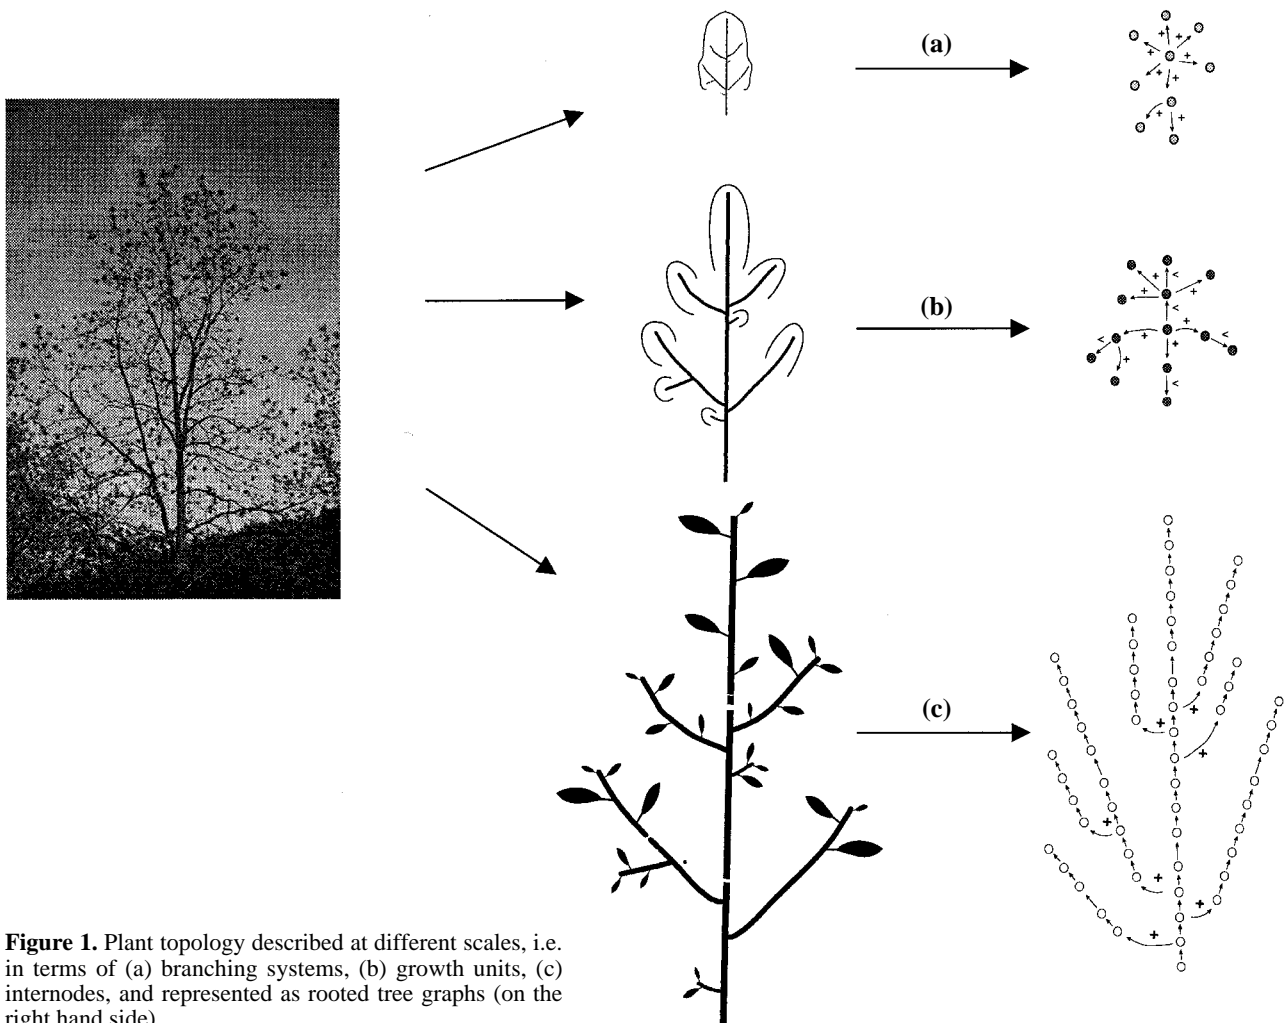 (a)
+ + + + + +
+ +
(b)
+ < + +
< + + < + <
+ <
(c)
+ + +
+ + + +
Figure 1. Plant topology described at different scales, i.e.
in terms of (a) branching systems, (b) growth units, (c)
internodes, and represented as rooted tree graphs (on the
right hand side)